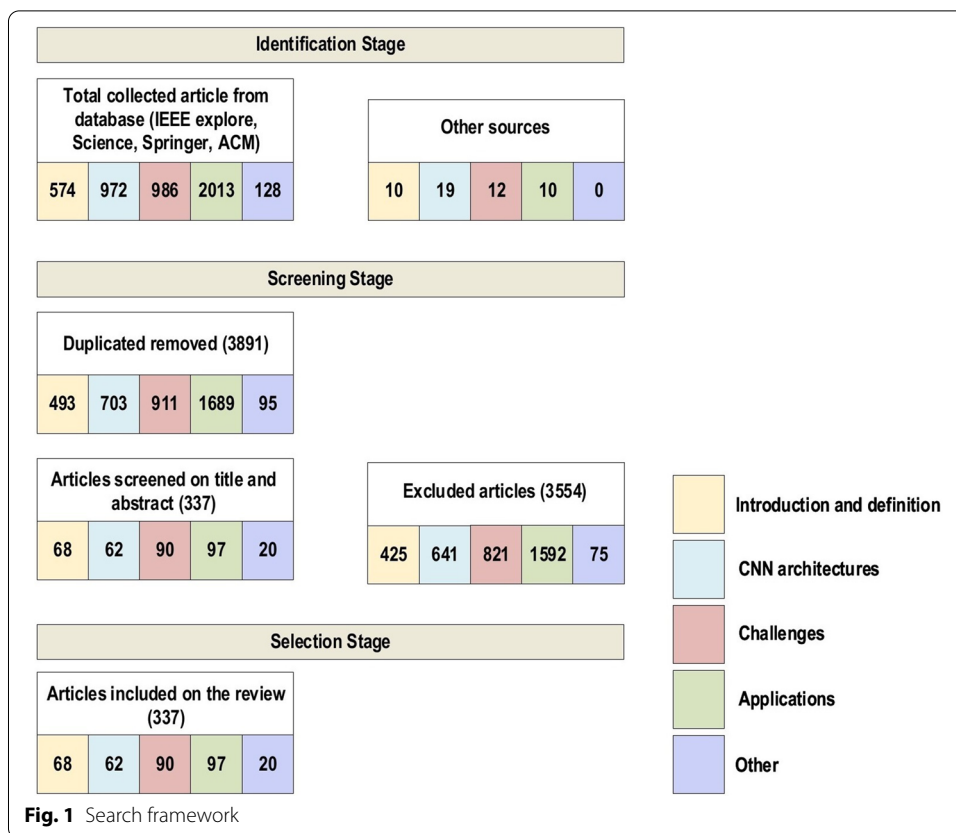 Identification Stage
Total collected article from
database (IEEE explore,
Science, Springer, ACM)
574 972 986 2013 128
Other sources
10 19 12 10 0
Screening Stage
Duplicated removed (3891)
493 703 911 1689 95
Articles screened on title and
abstract (337)
68 62 90 97 20
Excluded articles (3554)
425 641 821 1592 75
Selection Stage
Articles included on the review
(337)
68 62 90 97 20
Introduction and definition
CNN architectures
Challenges
Applications
Other
Fig. 1 Search framework